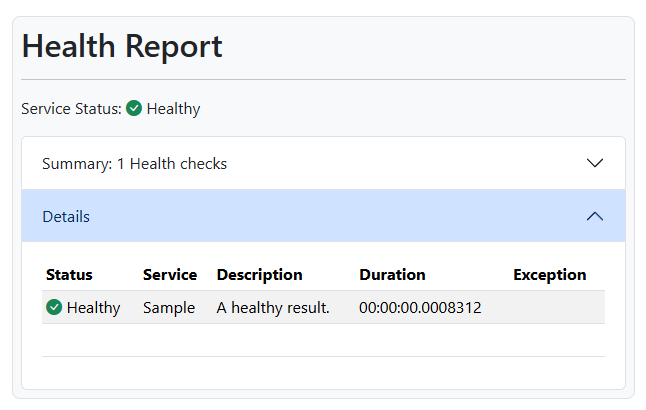 Health Report
Service Status: Healthy
Summary: 1 Health checks
Details
Status Service Description Duration Exception
Healthy Sample A healthy result. 00:00:00.0008312